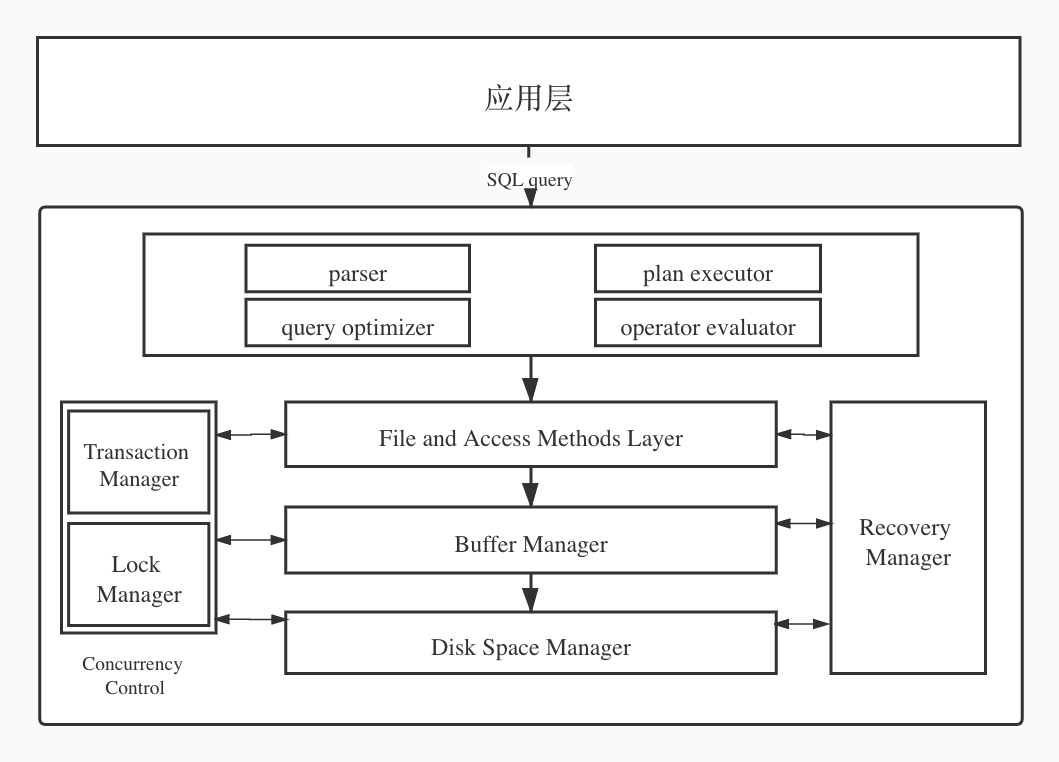 应用层
SQL query
parser
plan executor
query optimizer
operator evaluator
Transaction
Manager
File and Access Methods Layer
Lock
Manager
Buffer Manager
Recovery
Manager
Disk Space Manager
Concurrency
Control